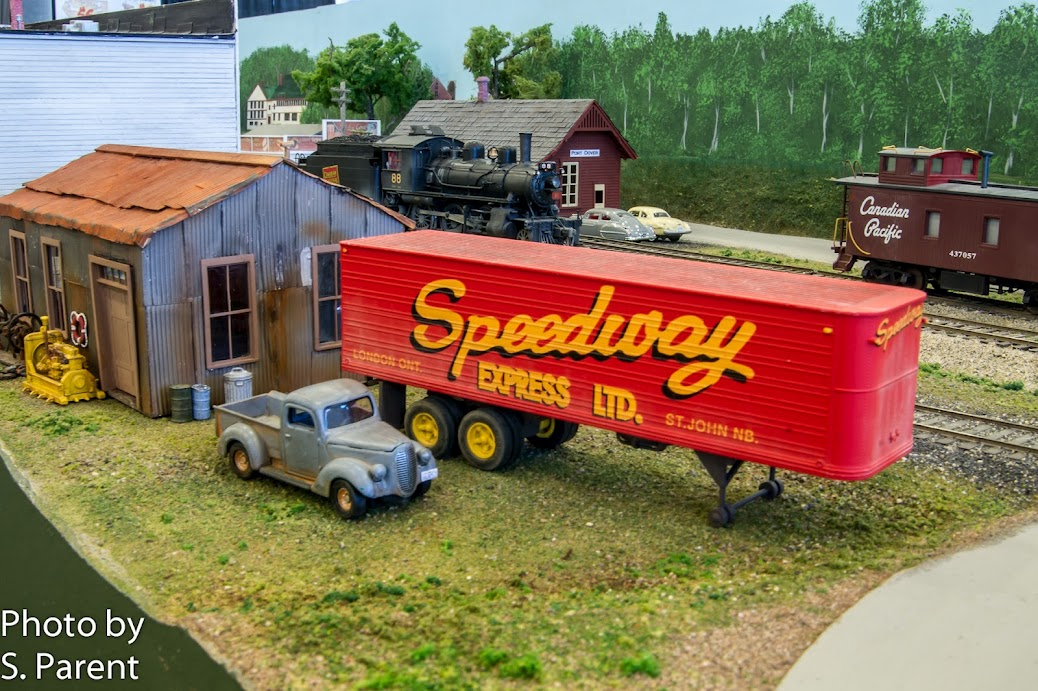 88
PORT DOVER
Canadian
Pacific
437057
Speedway
LONDON ONT.
EXPRESS LTD.
ST. JOHN NB.
Speedway
Photo by
S. Parent